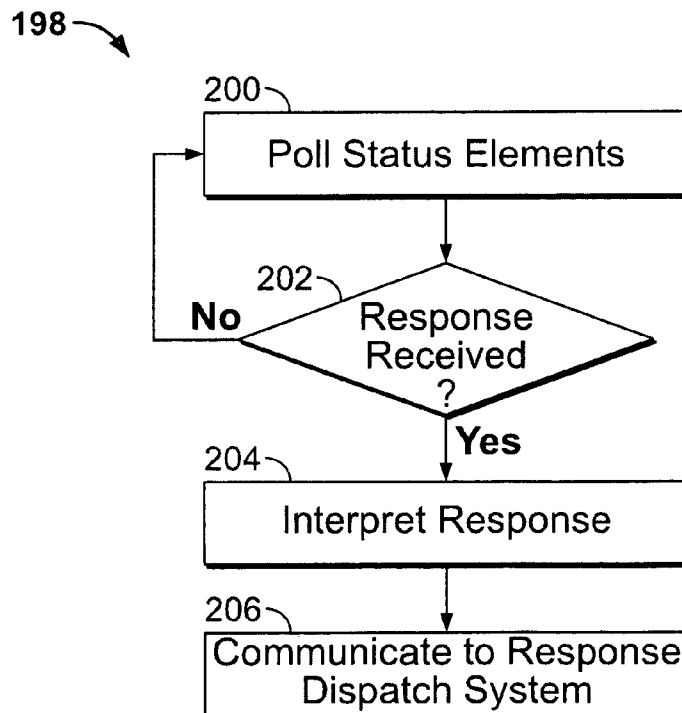 198
200
Poll Status Elements
202
Response
Received
?
No
Yes
204
Interpret Response
206
Communicate to Response
Dispatch System